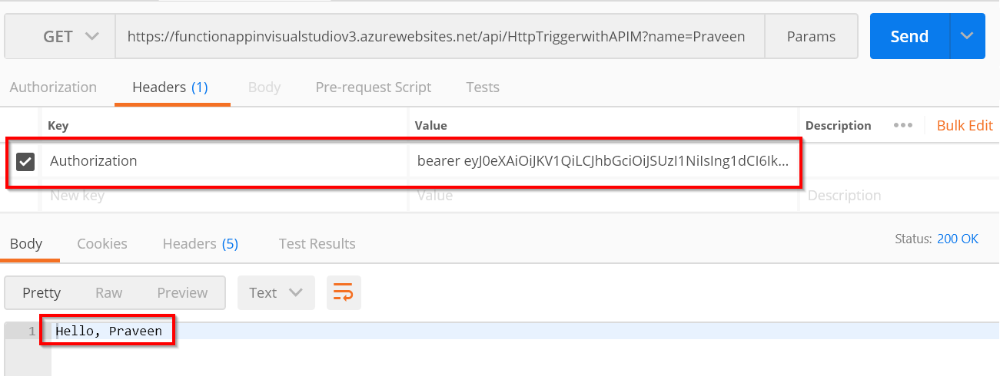 GET https://functionappinvisualstudiov3.azurewebsites.net/api/HttpTriggerwithAPIM?name=Praveen Params Send
Authorization Headers (1) Body Pre-request Script Tests
Key Value Description ••• Bulk Edit
Authorization bearer eyJ0eXAiOiJKV1QiLCJhbGciOiJSUzI1NiIsIng1dCI6Ik...
New key Value Description
Body Cookies Headers (5) Test Results Status: 200 OK
Pretty Raw Preview Text
1 Hello, Praveen